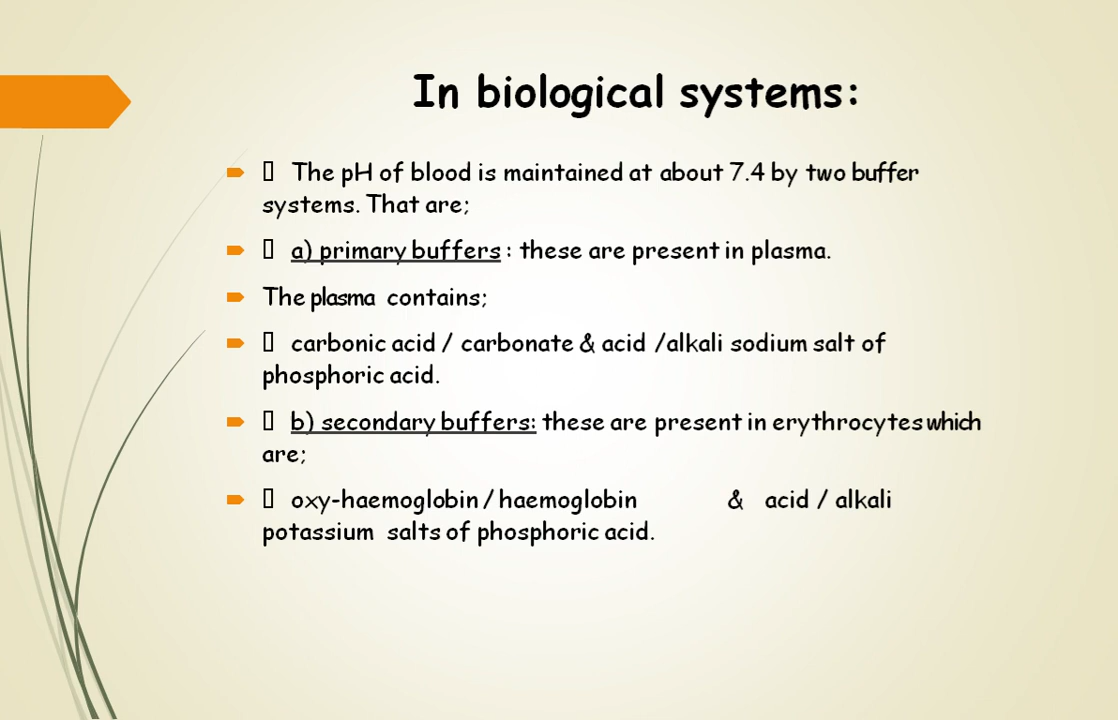 In biological systems:
▯ The pH of blood is maintained at about 7.4 by two buffer
systems. That are;
▯ a) primary buffers : these are present in plasma.
The plasma contains;
▯ carbonic acid / carbonate & acid /alkali sodium salt of
phosphoric acid.
▯ b) secondary buffers: these are present in erythrocytes which
are;
▯ oxy-haemoglobin / haemoglobin & acid / alkali
potassium salts of phosphoric acid.